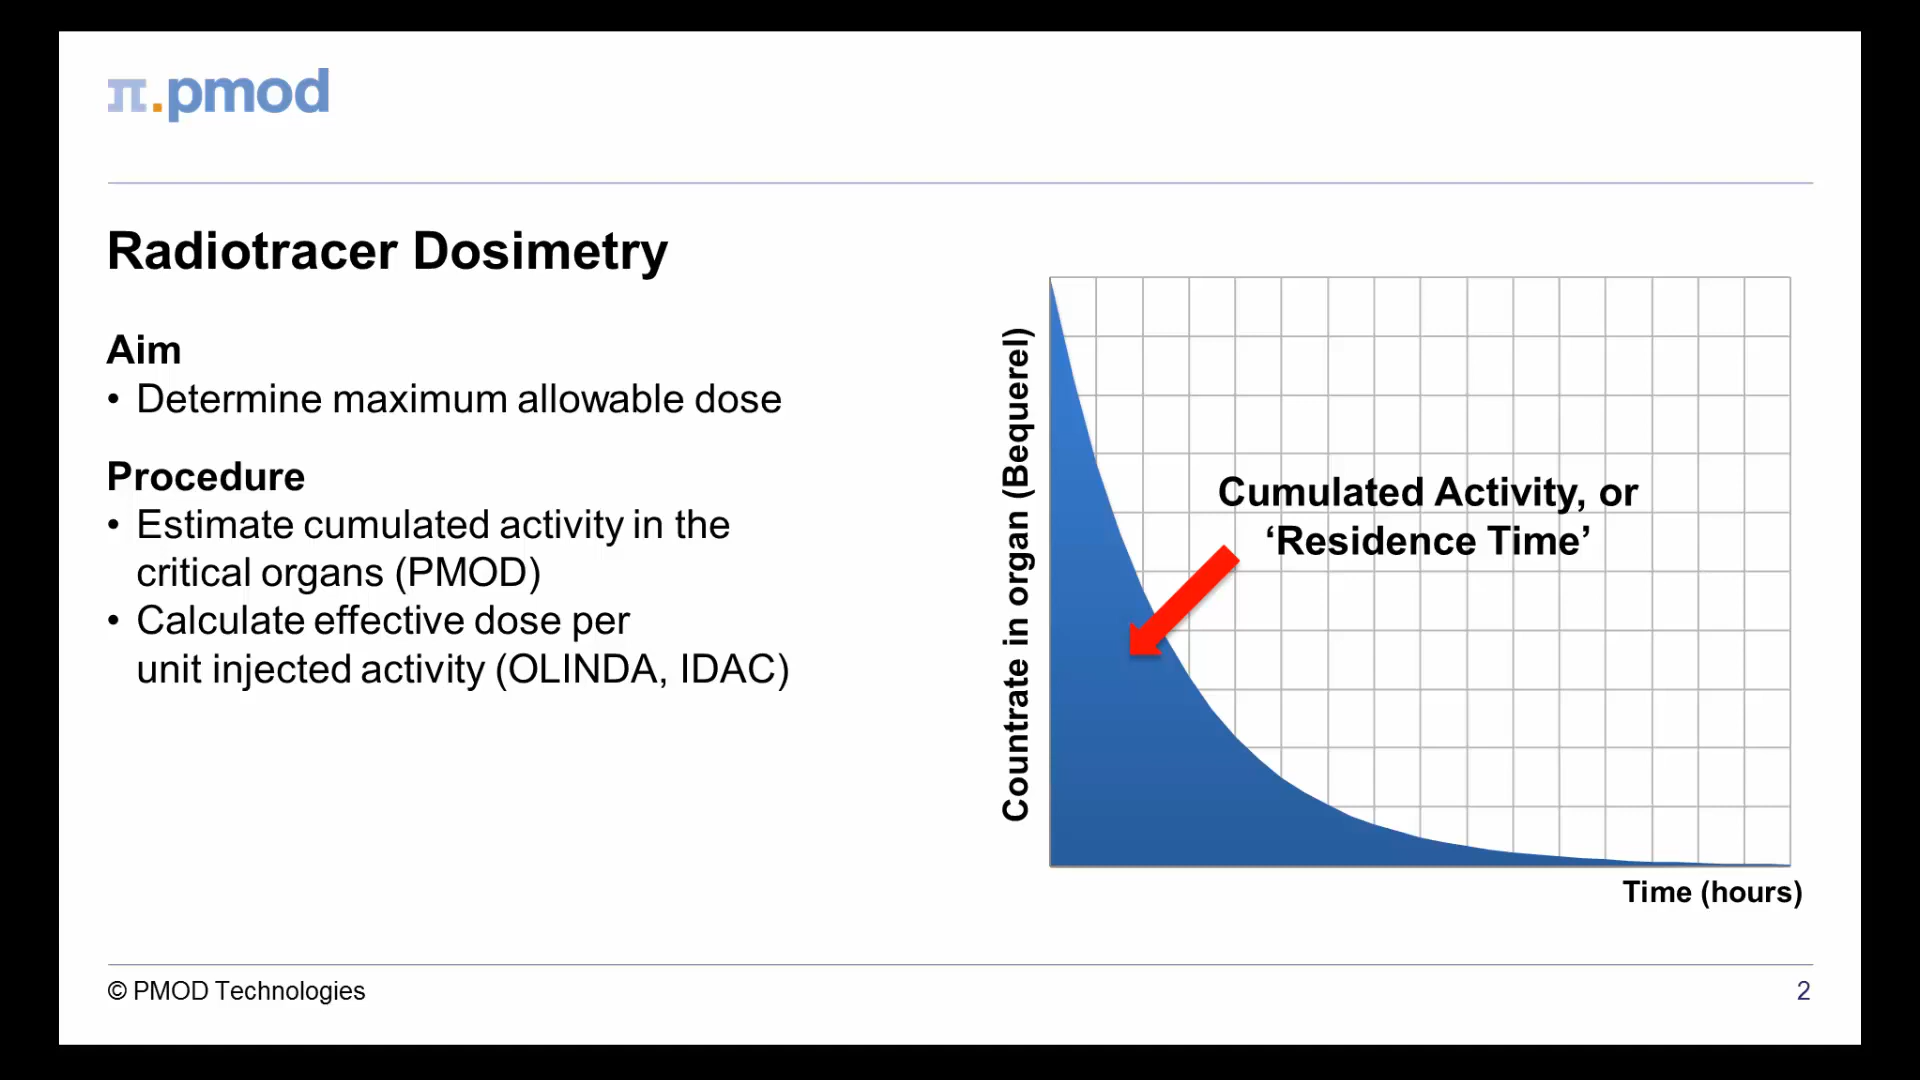 π.pmod
Radiotracer Dosimetry
Aim
• Determine maximum allowable dose
Procedure
• Estimate cumulated activity in the
critical organs (PMOD)
• Calculate effective dose per
unit injected activity (OLINDA, IDAC)
Countrate in organ (Bequerel)
Cumulated Activity, or
‘Residence Time’
Time (hours)
© PMOD Technologies
2